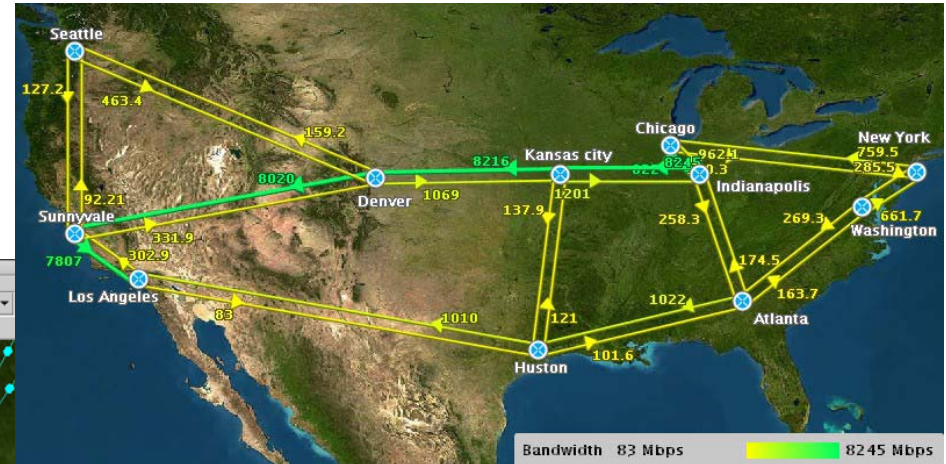 Seattle
127.2
463.4
159.2
Chicago
New York
8216
Kansas city
8245
962.1
759.5
285.5
8020
Denver
1069
1201
Indianapolis
92.21
Sunnyvale
331.9
137.9
258.3
269.3
661.7
Washington
302.9
7807
174.5
Los Angeles
83
1010
121
1022
163.7
Atlanta
101.6
Huston
Bandwidth 83 Mbps 8245 Mbps